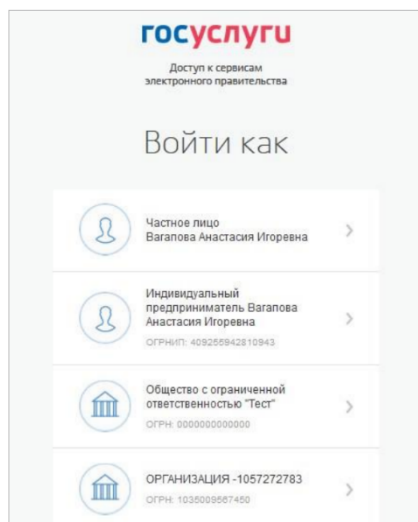 госуслуги
Доступ к сервисам
электронного правительства
Войти как
Частное лицо
Вагапова Анастасия Игоревна
Индивидуальный
предприниматель Вагапова
Анастасия Игоревна
ОГРНИП: 409256942810943
Общество с ограниченной
ответственностью "Тест"
ОГРН: 0000000000000
ОРГАНИЗАЦИЯ -1057272783
ОГРН: 1035009567450